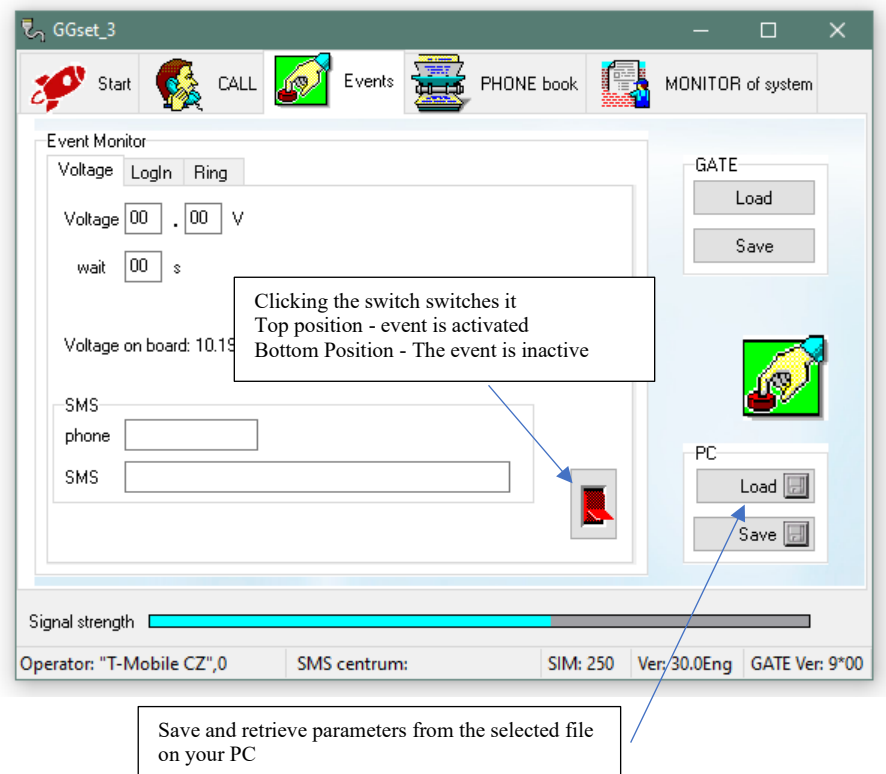 GGset_3
Start
CALL
Events
PHONE book
MONITOR of system
Event Monitor
Voltage LogIn Ring
Voltage 00 . 00 V
wait 00 s
Voltage on board: 10.19
SMS
phone
SMS
GATE
Load
Save
Clicking the switch switches it
Top position - event is activated
Bottom Position - The event is inactive
PC
Load
Save
Signal strength
Operator: "T-Mobile CZ",0 SMS centrum: SIM: 250 Ver: 30.0Eng GATE Ver: 9*00
Save and retrieve parameters from the selected file
on your PC